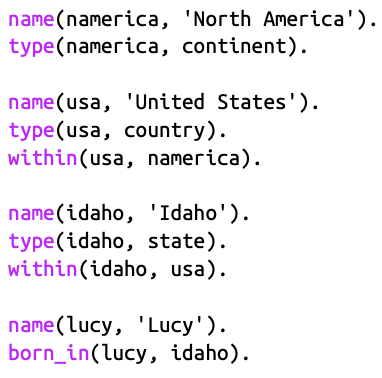 name(namerica, 'North America').
type(namerica, continent).

name(usa, 'United States').
type(usa, country).
within(usa, namerica).

name(idaho, 'Idaho').
type(idaho, state).
within(idaho, usa).

name(lucy, 'Lucy').
born_in(lucy, idaho).